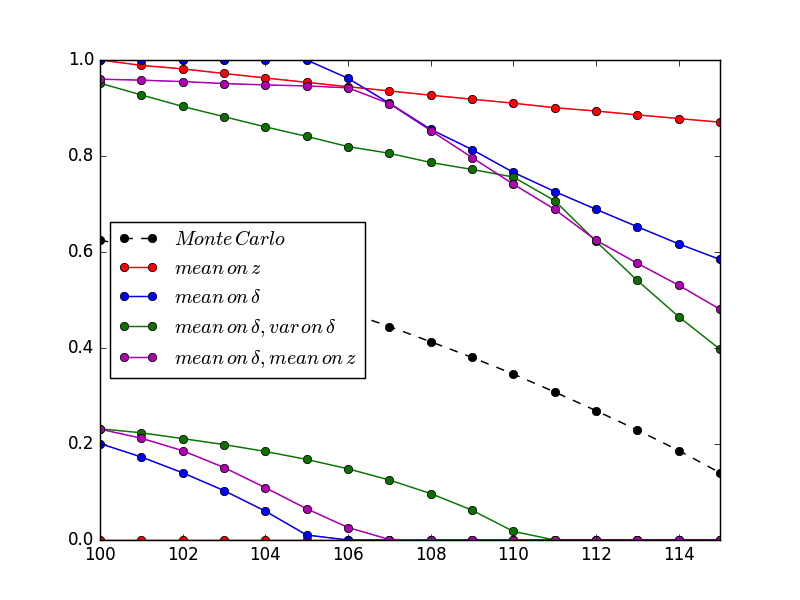 1.0
0.8
0.6
0.4
0.2
0.0
Monte Carlo
mean on z
mean on δ
mean on δ, var on δ
mean on δ, mean on z
100 102 104 106 108 110 112 114